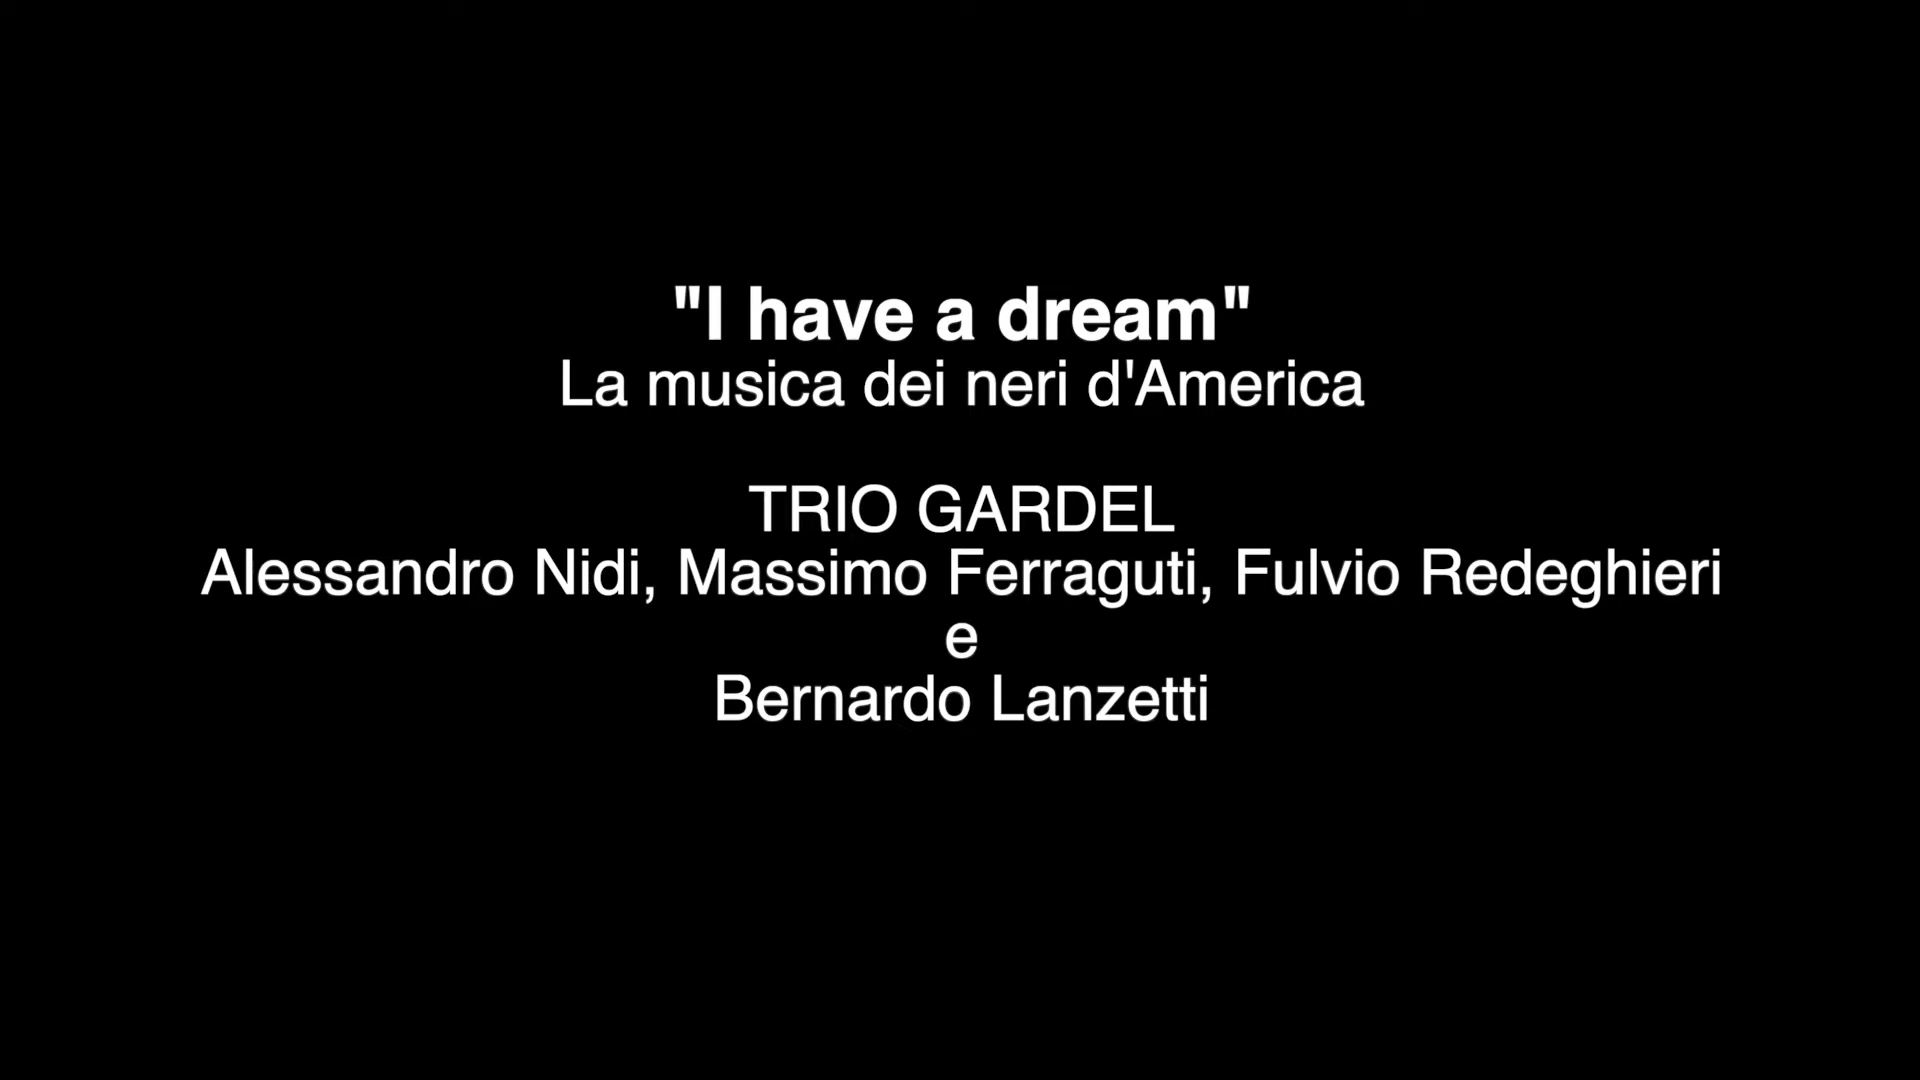 "I have a dream"
La musica dei neri d'America
TRIO GARDEL
Alessandro Nidi, Massimo Ferraguti, Fulvio Redeghieri
e
Bernardo Lanzetti